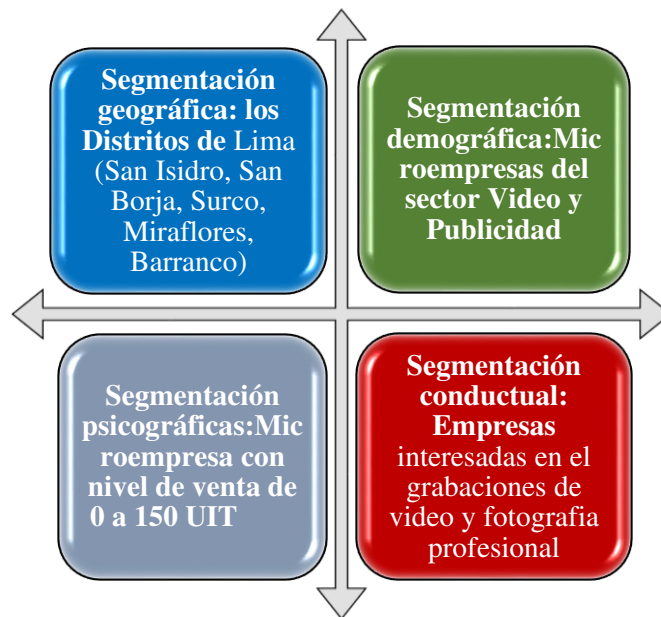 Segmentación
geográfica: los
Distritos de Lima
(San Isidro, San
Borja, Surco,
Miraflores,
Barranco)
Segmentación
demográfica:Mic
roempresas del
sector Video y
Publicidad
Segmentación
psicográficas:Mic
roempresa con
nivel de venta de
0 a 150 UIT
Segmentación
conductual:
Empresas
interesadas en el
grabaciones de
video y fotografia
profesional